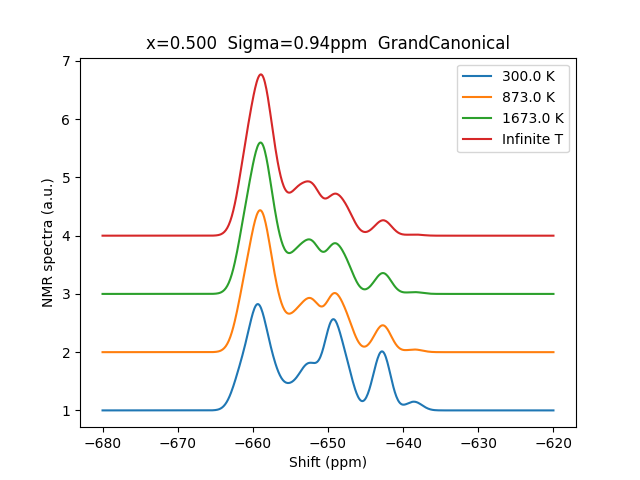 x=0.500  Sigma=0.94ppm  GrandCanonical
7
6
5
4
3
2
1
NMR spectra (a.u.)
300.0 K
873.0 K
1673.0 K
Infinite T
−680
−670
−660
−650
−640
−630
−620
Shift (ppm)